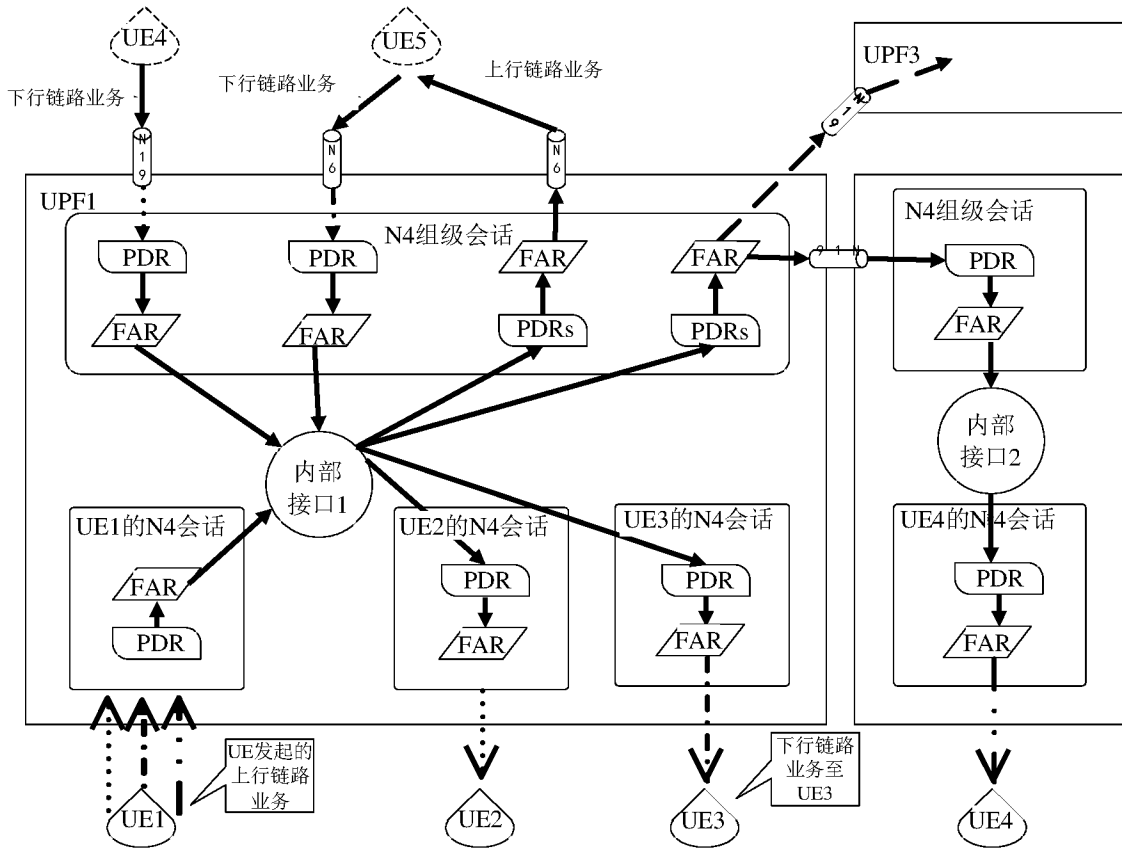 UE4
UE5
UPF3
下行链路业务
下行链路业务
上行链路业务
N19
N6
N6
N19
UPF1
N4组级会话
N4组级会话
PDR
PDR
FAR
FAR
N19
PDR
FAR
FAR
PDRs
PDRs
FAR
内部
接口1
内部
接口2
UE1的N4会话
UE2的N4会话
UE3的N4会话
UE4的N4会话
FAR
PDR
PDR
FAR
PDR
FAR
PDR
FAR
UE发起的
上行链路
业务
下行链路
业务至
UE3
UE1
UE2
UE3
UE4